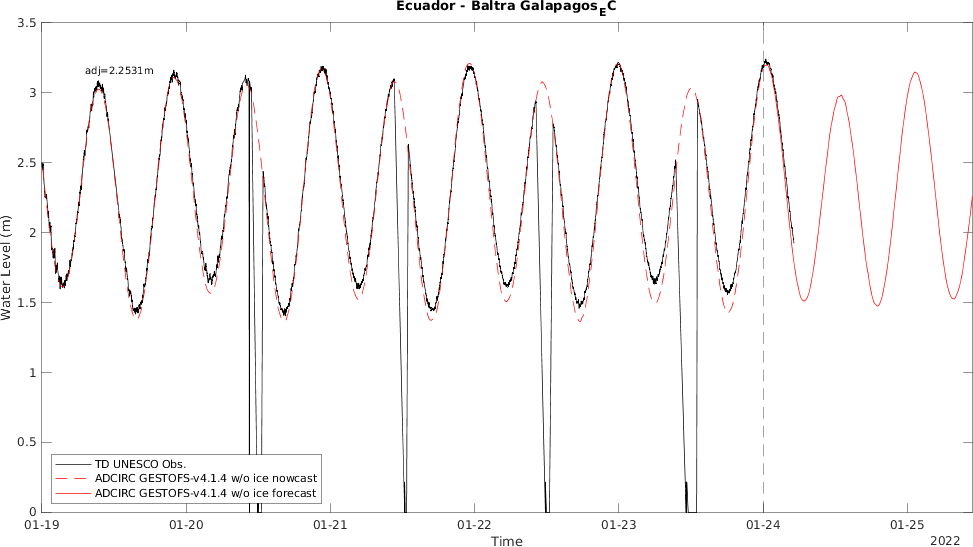 Ecuador - Baltra Galapagos_EC
3.5
adj=2.2531m
3
2.5
2
1.5
1
0.5
0
Water Level (m)
TD UNESCO Obs.
ADCIRC GESTOFS-v4.1.4 w/o ice nowcast
ADCIRC GESTOFS-v4.1.4 w/o ice forecast
01-19 01-20 01-21 01-22 01-23 01-24 01-25
Time
2022